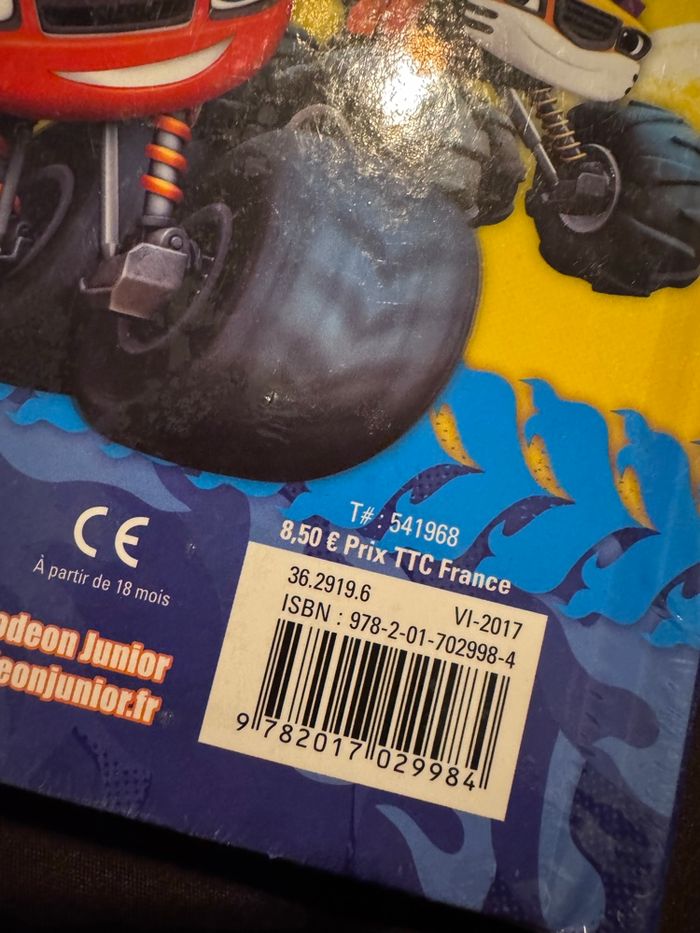 CE
À partir de 18 mois
odeon Junior
eonjunior.fr
T# : 541968
8,50 € Prix TTC France
36.2919.6 VI-2017
ISBN : 978-2-01-702998-4
9 782017 029984